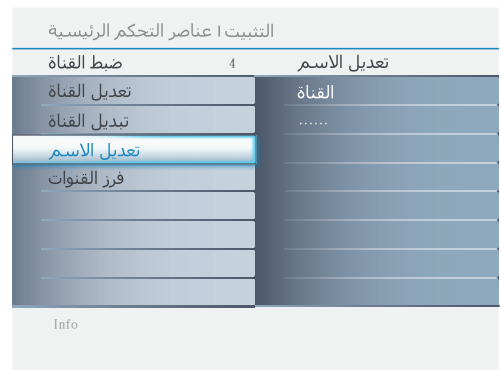 التثبيت ا عناصر التحكم الرئيسية
ضبط القناة 4 تعديل الاسم
تعديل القناة القناة
تبديل القناة ......
تعديل الاسم
فرز القنوات
Info